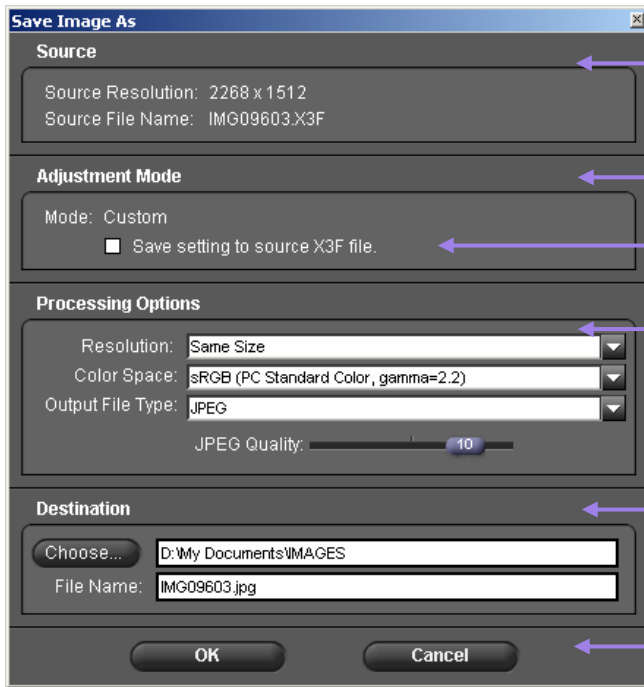 Save Image As
Source
Source Resolution: 2268 x 1512
Source File Name: IMG09603.X3F
Adjustment Mode
Mode: Custom
Save setting to source X3F file.
Processing Options
Resolution: Same Size
Color Space: sRGB (PC Standard Color, gamma=2.2)
Output File Type: JPEG
JPEG Quality: 10
Destination
Choose... D:\My Documents\IMAGES
File Name: IMG09603.jpg
OK Cancel